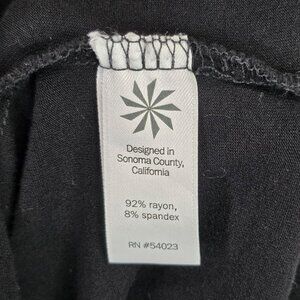 Designed in
Sonoma County,
California
92% rayon,
8% spandex
RN #54023